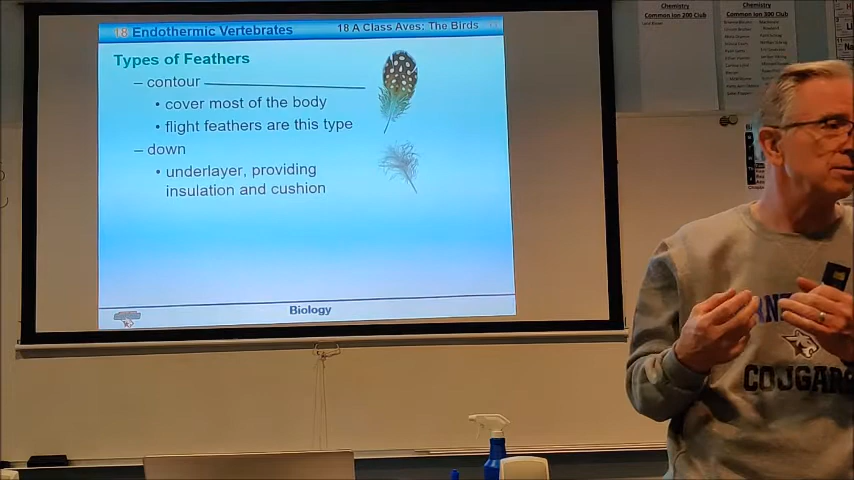 18 Endothermic Vertebrates
18 A Class Aves: The Birds
Types of Feathers
– contour
• cover most of the body
• flight feathers are this type
– down
• underlayer, providing
insulation and cushion
Biology
Chemistry
Common Ion 200 Club
Chemistry
Common Ion 300 Club
COUGARS